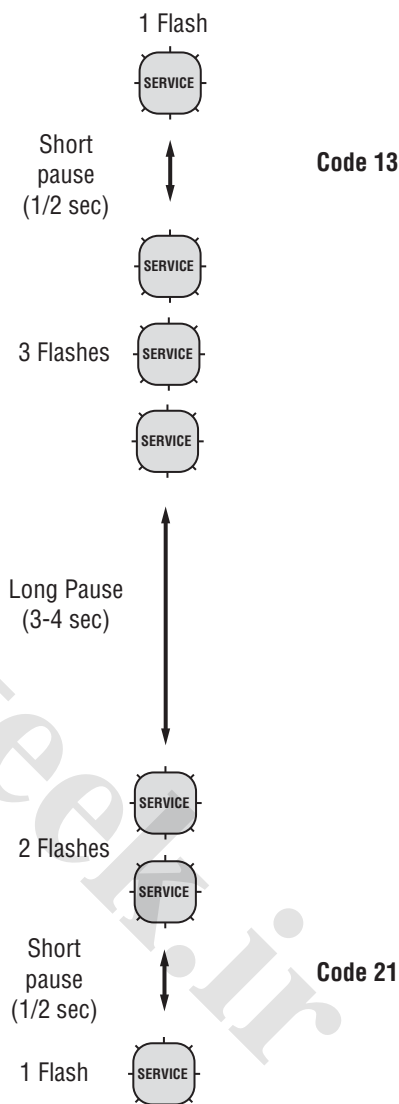 1 Flash
SERVICE
Short
pause
(1/2 sec)
Code 13
SERVICE
3 Flashes
SERVICE
SERVICE
Long Pause
(3-4 sec)
SERVICE
2 Flashes
SERVICE
Short
pause
(1/2 sec)
Code 21
1 Flash
SERVICE